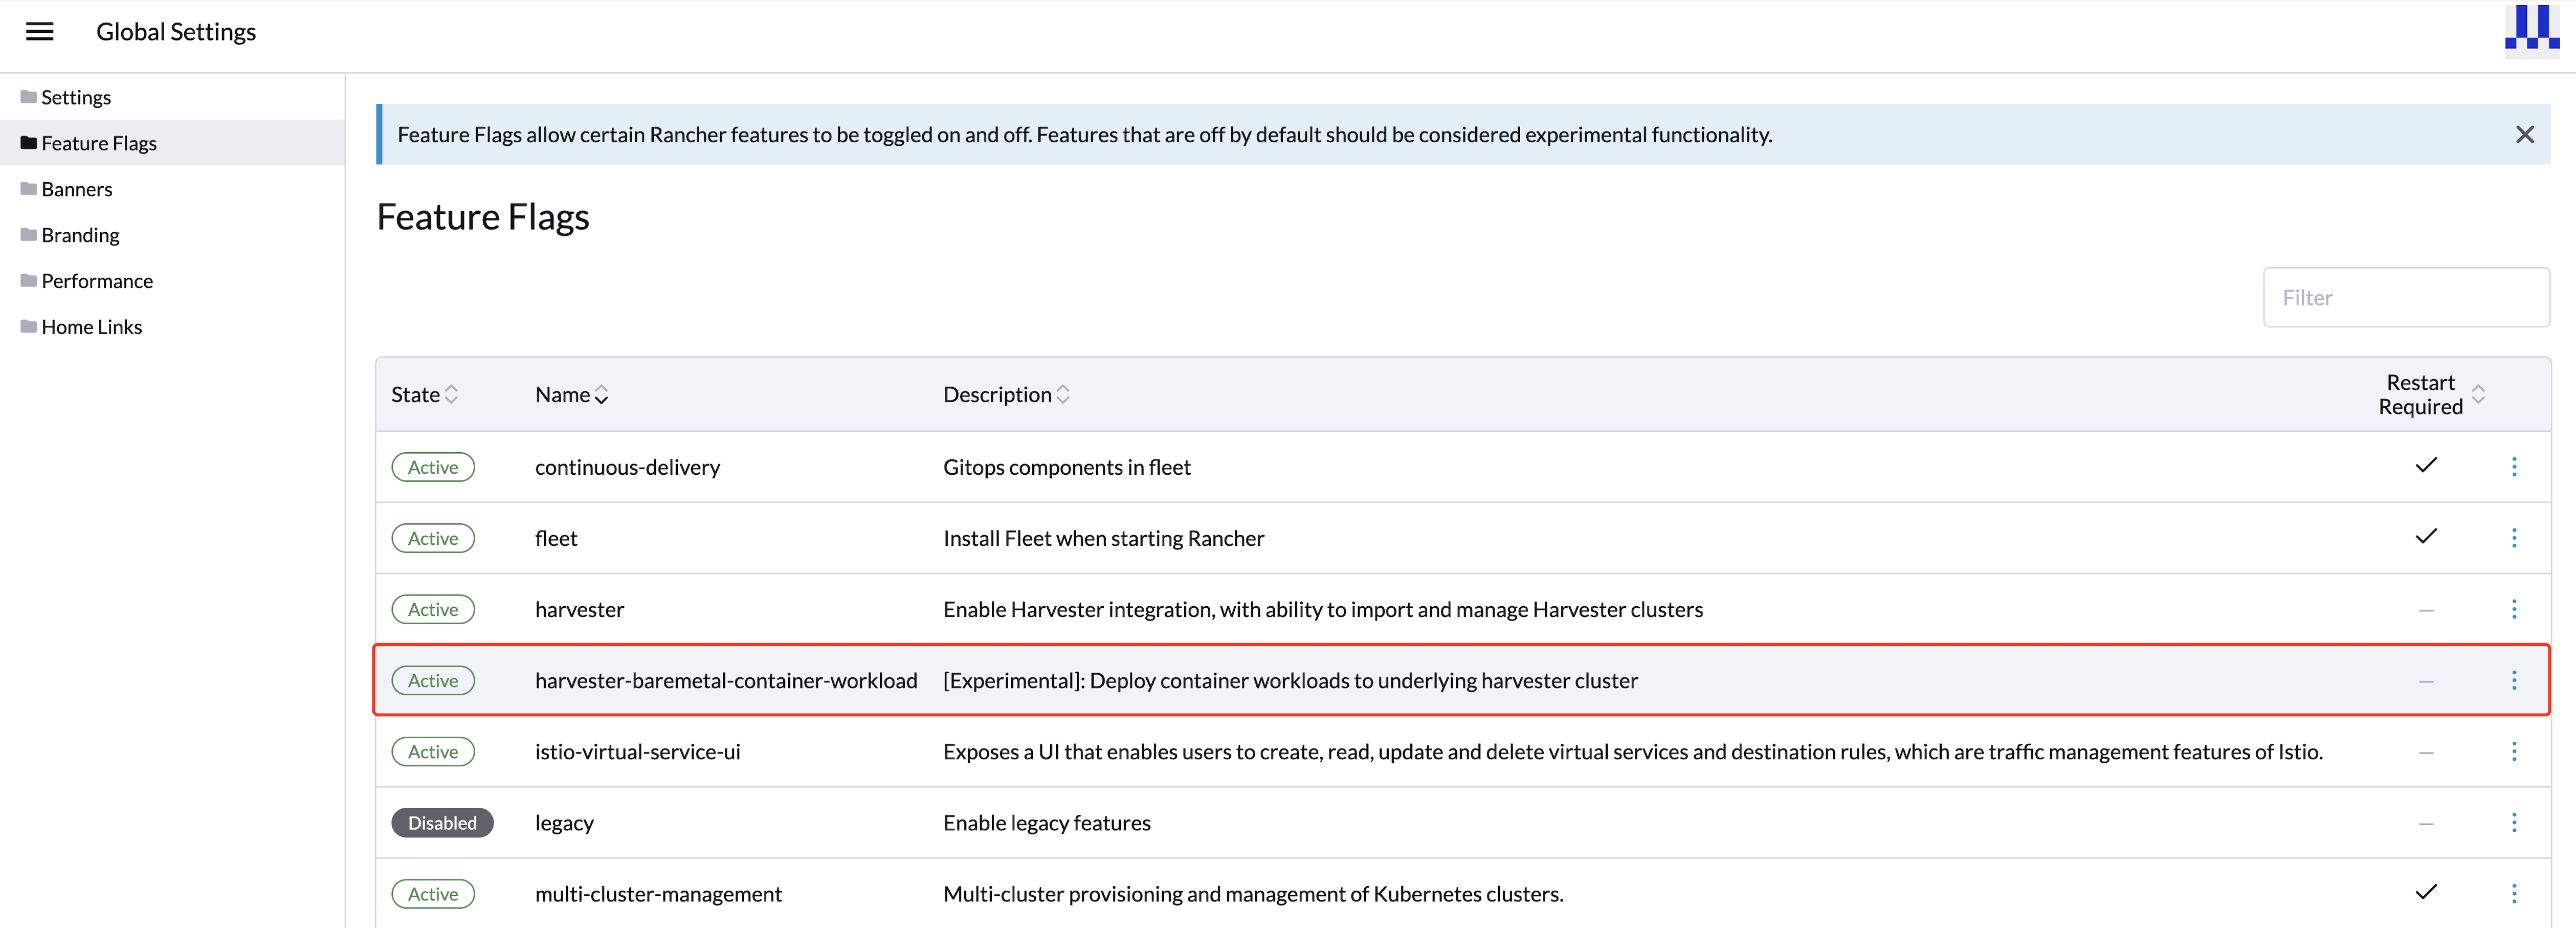 Global Settings
Settings
Feature Flags
Banners
Branding
Performance
Home Links
Feature Flags allow certain Rancher features to be toggled on and off. Features that are off by default should be considered experimental functionality.
Feature Flags
Filter
State Name Description Restart Required
Active continuous-delivery Gitops components in fleet
Active fleet Install Fleet when starting Rancher
Active harvester Enable Harvester integration, with ability to import and manage Harvester clusters –
Active harvester-baremetal-container-workload [Experimental]: Deploy container workloads to underlying harvester cluster –
Active istio-virtual-service-ui Exposes a UI that enables users to create, read, update and delete virtual services and destination rules, which are traffic management features of Istio. –
Disabled legacy Enable legacy features –
Active multi-cluster-management Multi-cluster provisioning and management of Kubernetes clusters.